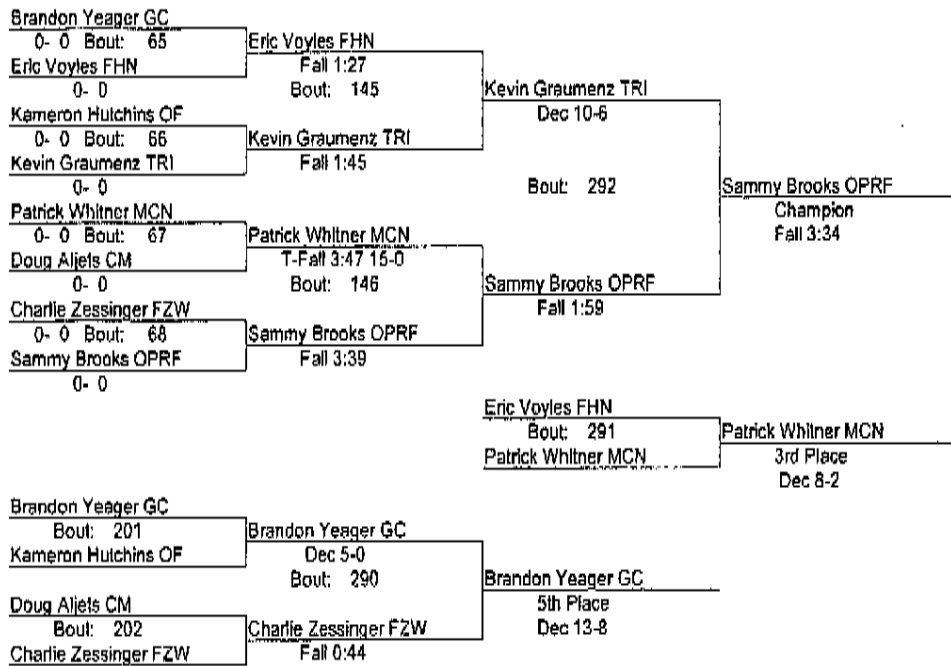 Brandon Yeager GC
0- 0 Bout: 65
Eric Voyles FHN
0- 0
Kameron Hutchins OF
0- 0 Bout: 66
Kevin Graumenz TRI
0- 0
Patrick Whitner MCN
0- 0 Bout: 67
Doug Aljets CM
0- 0
Charlie Zessinger FZW
0- 0 Bout: 68
Sammy Brooks OPRF
0- 0
Eric Voyles FHN
Fall 1:27
Bout: 145
Kevin Graumenz TRI
Fall 1:45
Patrick Whitner MCN
T-Fall 3:47 15-0
Bout: 146
Sammy Brooks OPRF
Fall 3:39
Kevin Graumenz TRI
Dec 10-6
Bout: 292
Sammy Brooks OPRF
Fall 1:59
Sammy Brooks OPRF
Champion
Fall 3:34
Eric Voyles FHN
Bout: 291
Patrick Whitner MCN
Patrick Whitner MCN
3rd Place
Dec 8-2
Brandon Yeager GC
Bout: 201
Kameron Hutchins OF
Doug Aljets CM
Bout: 202
Charlie Zessinger FZW
Brandon Yeager GC
Dec 5-0
Bout: 290
Charlie Zessinger FZW
Fall 0:44
Brandon Yeager GC
5th Place
Dec 13-8